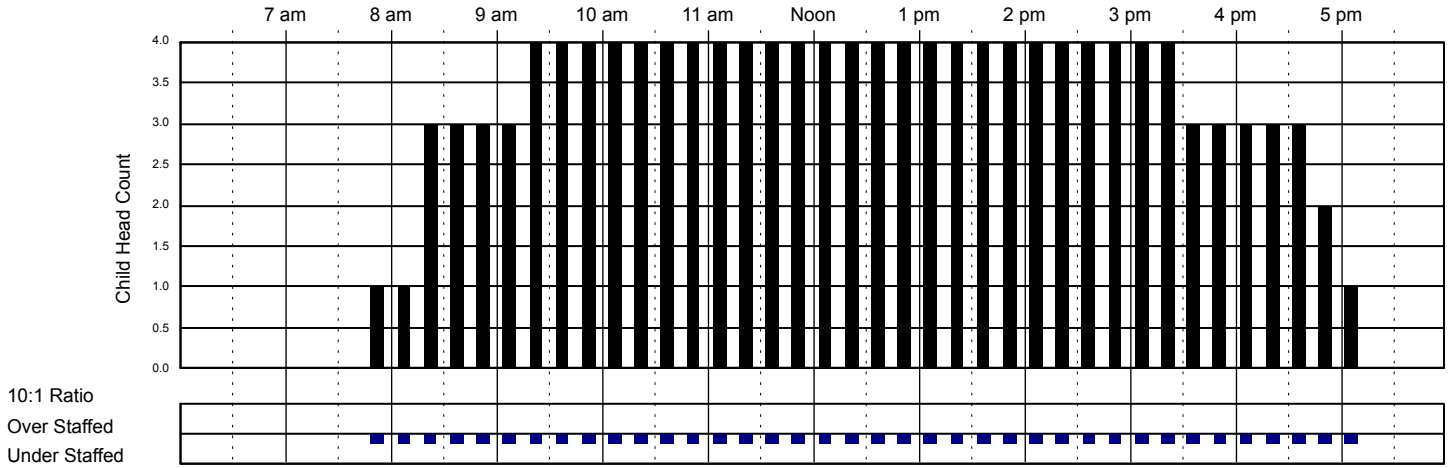 7 am 8 am 9 am 10 am 11 am Noon 1 pm 2 pm 3 pm 4 pm 5 pm
4.0
3.5
3.0
2.5
2.0
1.5
1.0
0.5
0.0
Child Head Count
10:1 Ratio
Over Staffed
Under Staffed